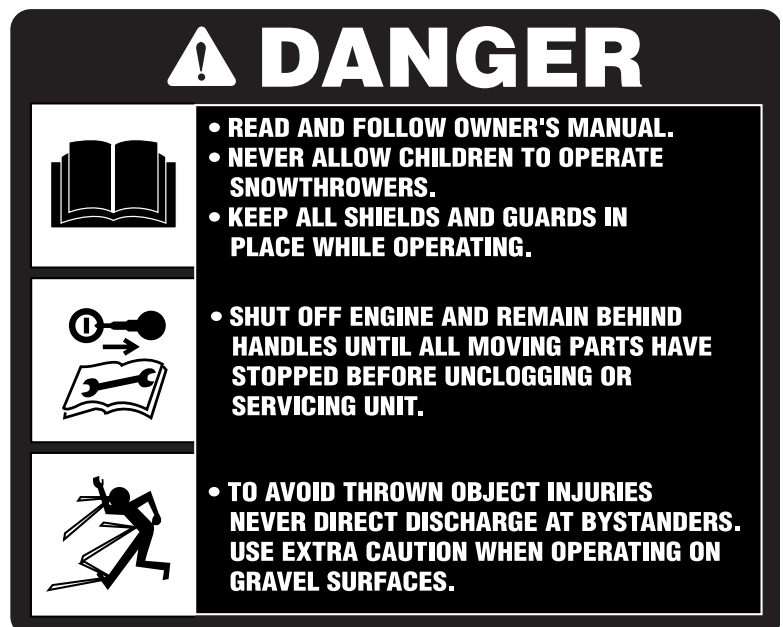 DANGER
• READ AND FOLLOW OWNER'S MANUAL.
• NEVER ALLOW CHILDREN TO OPERATE
SNOWTHROWERS.
• KEEP ALL SHIELDS AND GUARDS IN
PLACE WHILE OPERATING.
• SHUT OFF ENGINE AND REMAIN BEHIND
HANDLES UNTIL ALL MOVING PARTS HAVE
STOPPED BEFORE UNCLOGGING OR
SERVICING UNIT.
• TO AVOID THROWN OBJECT INJURIES
NEVER DIRECT DISCHARGE AT BYSTANDERS.
USE EXTRA CAUTION WHEN OPERATING ON
GRAVEL SURFACES.